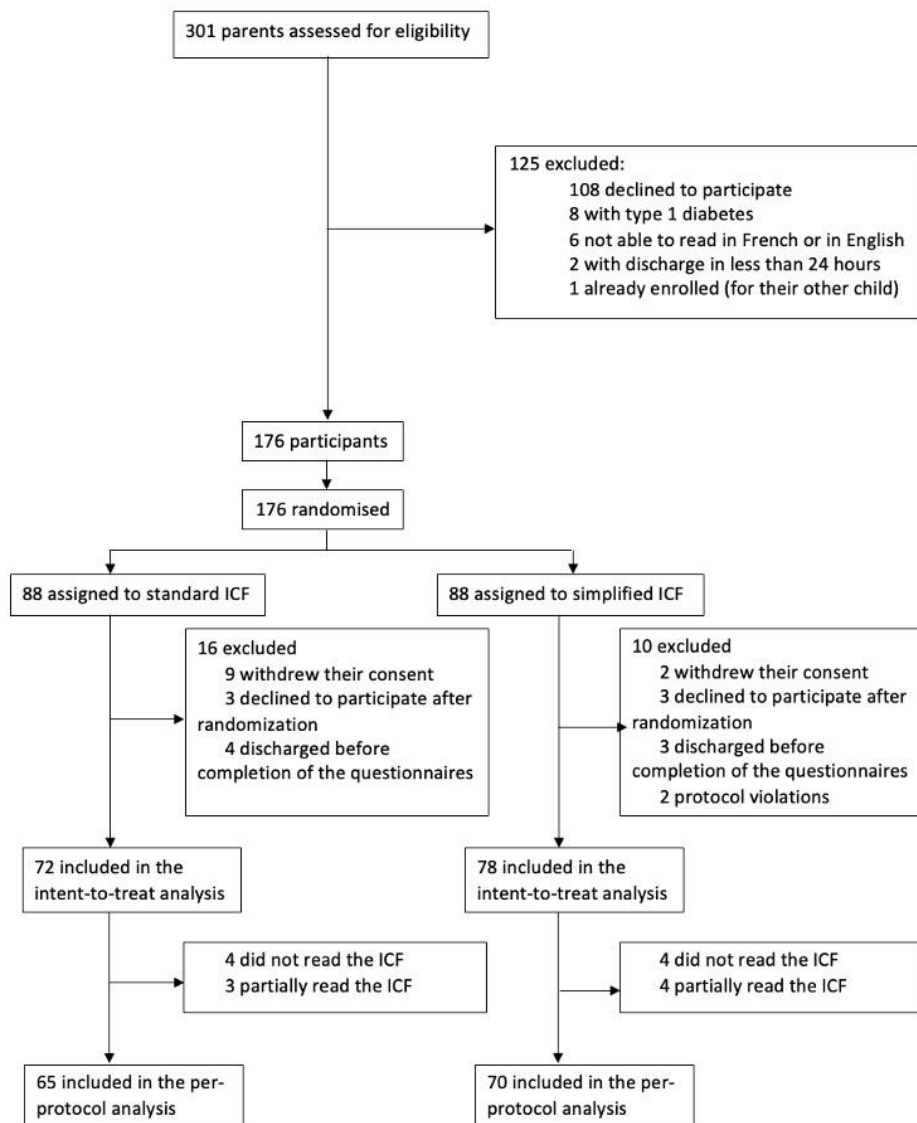 301 parents assessed for eligibility
125 excluded:
108 declined to participate
8 with type 1 diabetes
6 not able to read in French or in English
2 with discharge in less than 24 hours
1 already enrolled (for their other child)
176 participants
176 randomised
88 assigned to standard ICF
88 assigned to simplified ICF
16 excluded
9 withdrew their consent
3 declined to participate after
randomization
4 discharged before
completion of the questionnaires
10 excluded
2 withdrew their consent
3 declined to participate after
randomization
3 discharged before
completion of the questionnaires
2 protocol violations
72 included in the
intent-to-treat analysis
78 included in the
intent-to-treat analysis
4 did not read the ICF
3 partially read the ICF
4 did not read the ICF
4 partially read the ICF
65 included in the per-
protocol analysis
70 included in the per-
protocol analysis